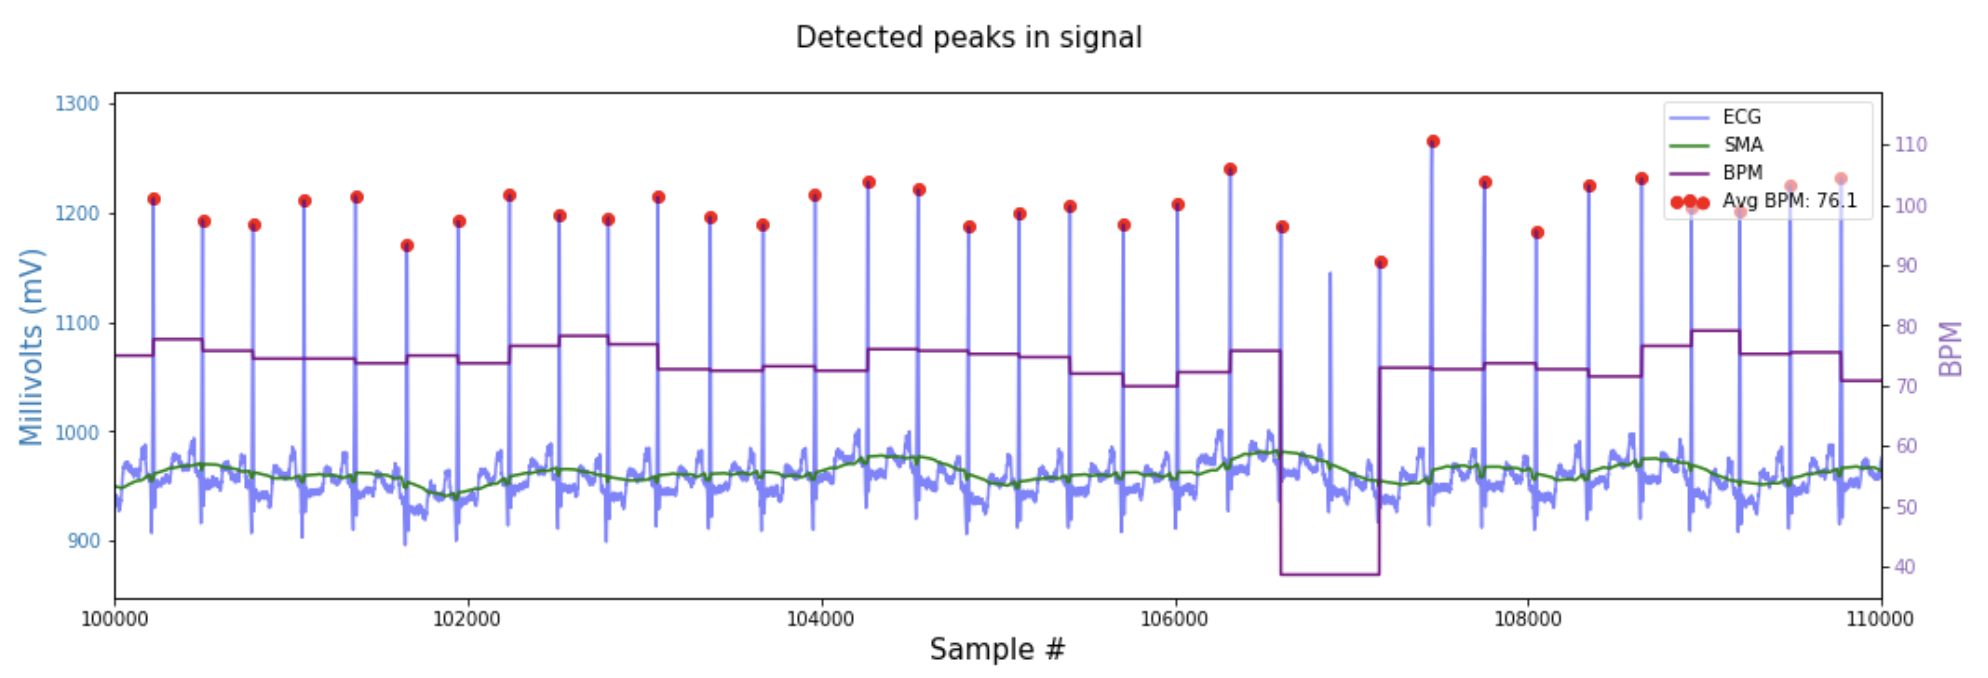 Detected peaks in signal
1300
1200
1100
1000
900
Millivolts (mV)
ECG
SMA
BPM
Avg BPM: 76.1
110
100
90
80
70
60
50
40
BPM
100000 102000 104000 106000 108000 110000
Sample #